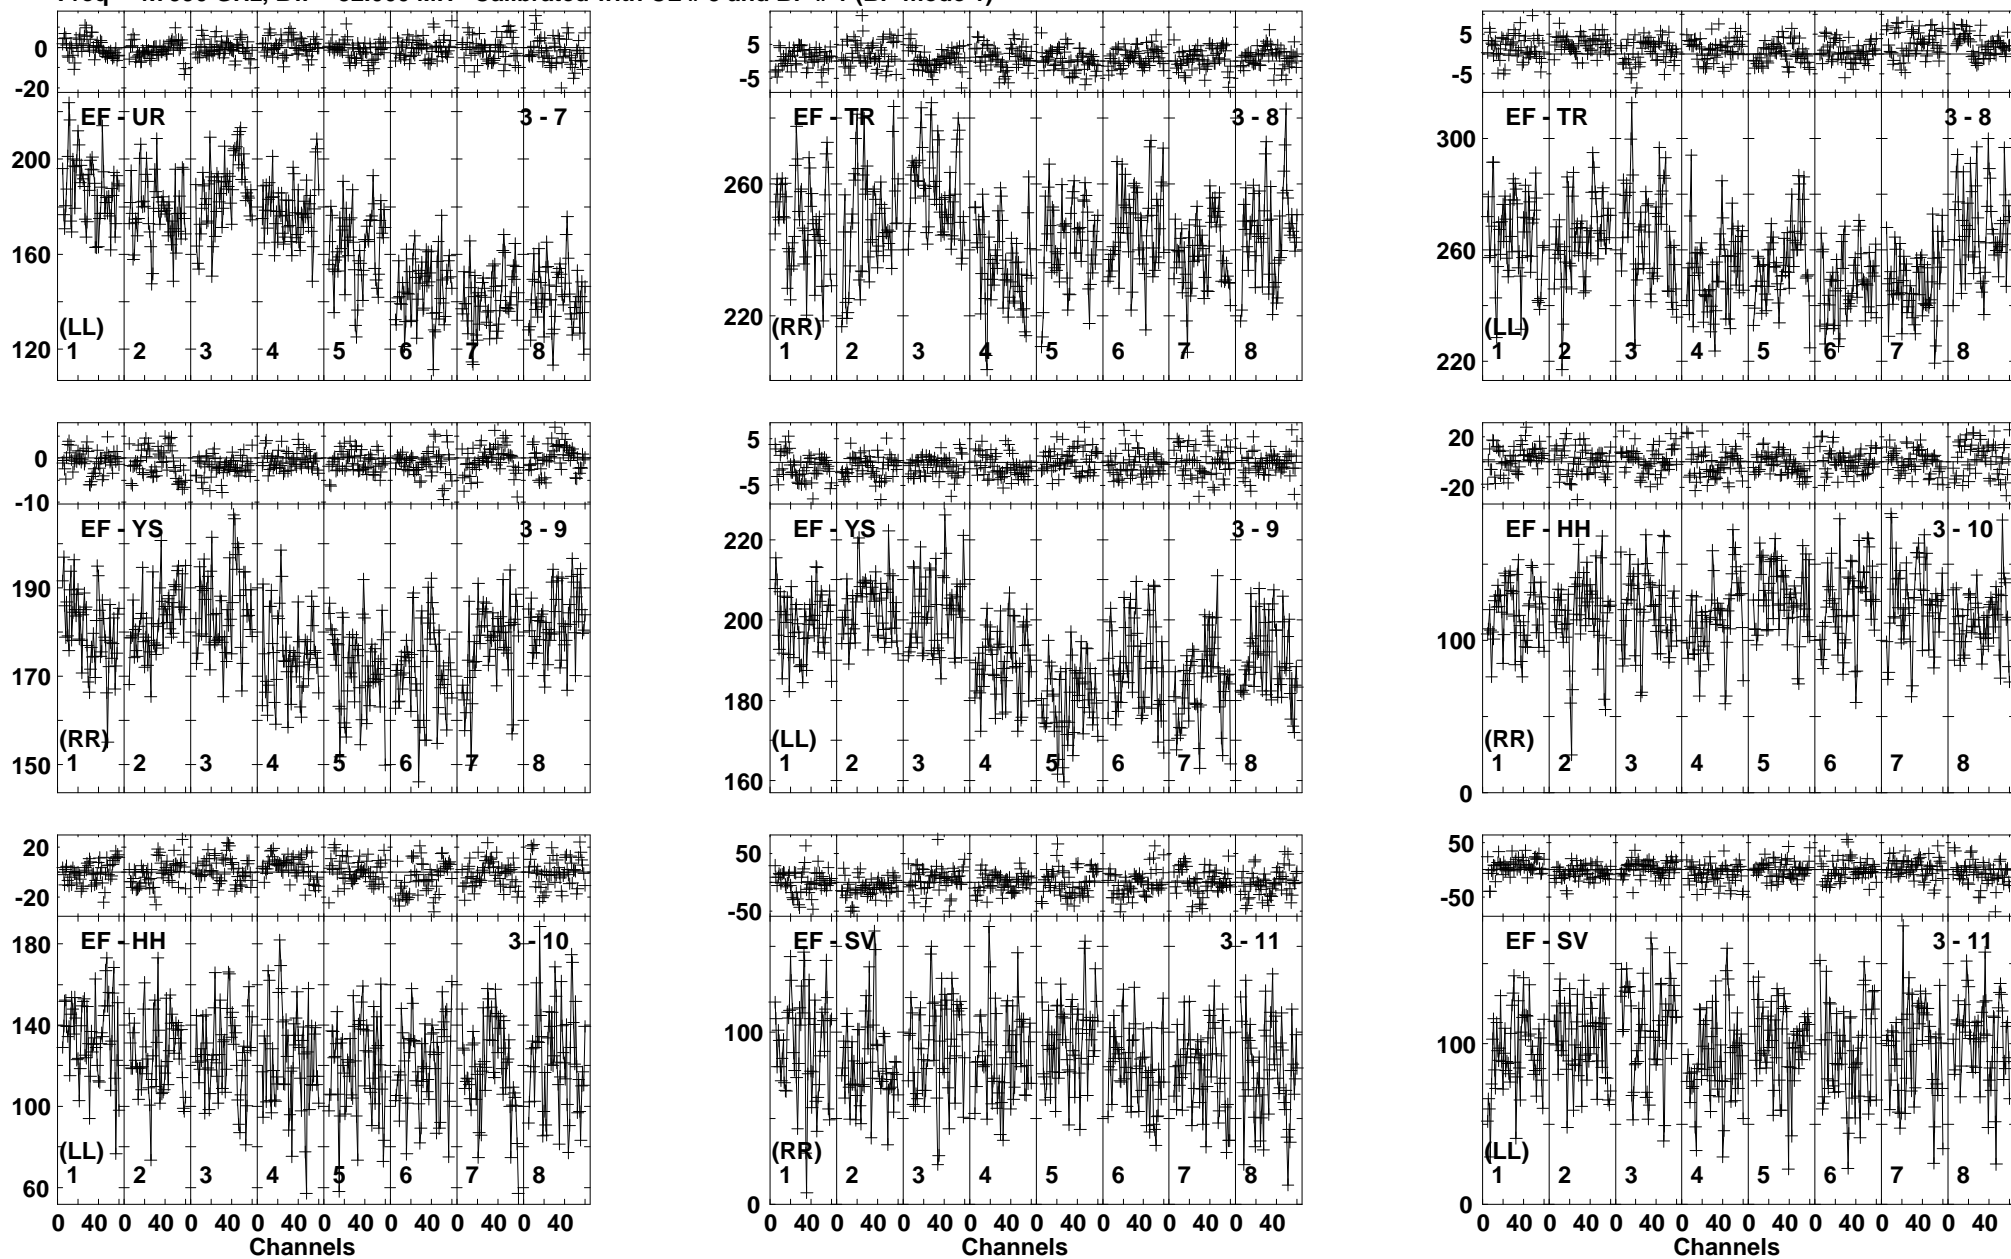 0
-20
EF - UR 3 - 7
200
160
120
(LL)
1 2 3 4 5 6 7 8
5
-5
EF - TR 3 - 8
260
220
(RR)
1 2 3 4 5 6 7 8
5
-5
EF - TR 3 - 8
300
260
220
(LL)
1 2 3 4 5 6 7 8
0
-10
EF - YS 3 - 9
190
170
150
(RR)
1 2 3 4 5 6 7 8
5
-5
EF - YS 3 - 9
220
200
180
160
(LL)
1 2 3 4 5 6 7 8
20
-20
EF - HH 3 - 10
100
0
(RR)
1 2 3 4 5 6 7 8
20
-20
EF - HH 3 - 10
180
140
100
60
(LL)
1 2 3 4 5 6 7 8
0 40 0 40 0 40 0 40 0 40 0 40 0 40 0 40
Channels
50
-50
EF - SV 3 - 11
100
0
(RR)
1 2 3 4 5 6 7 8
0 40 0 40 0 40 0 40 0 40 0 40 0 40 0 40
Channels
50
-50
EF - SV 3 - 11
100
0
(LL)
1 2 3 4 5 6 7 8
0 40 0 40 0 40 0 40 0 40 0 40 0 40 0 40
Channels